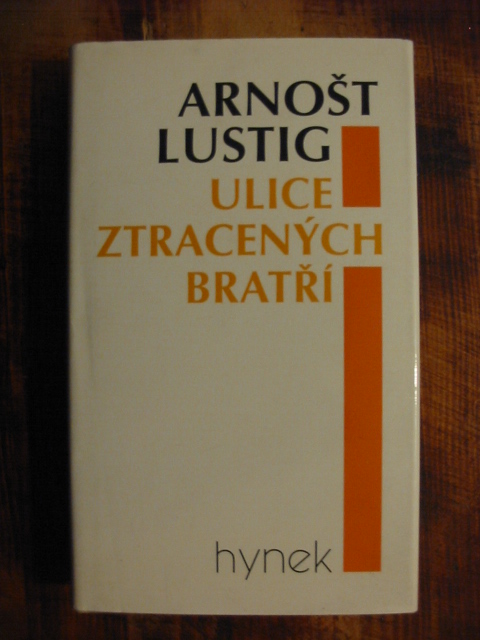 ARNOŠT
LUSTIG
ULICE
ZTRACENÝCH
BRATŘÍ
hynek